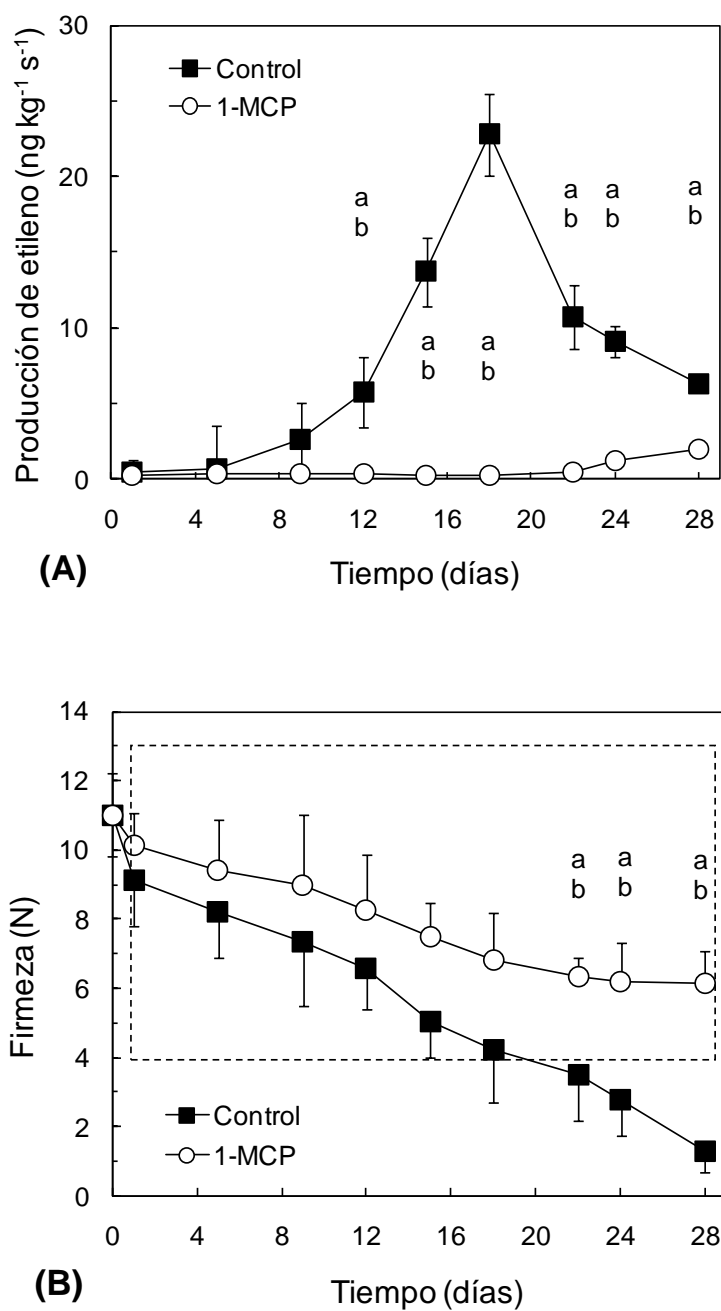 30
Control
1-MCP
20
a
b
a
b
a
b
a
b
10
a
b
a
b
0
Producción de etileno (ng kg⁻¹ s⁻¹)
0 4 8 12 16 20 24 28
(A)
Tiempo (días)
14
12
10
8
6
4
2
0
Firmeza (N)
a
b
a
b
a
b
Control
1-MCP
0 4 8 12 16 20 24 28
(B)
Tiempo (días)